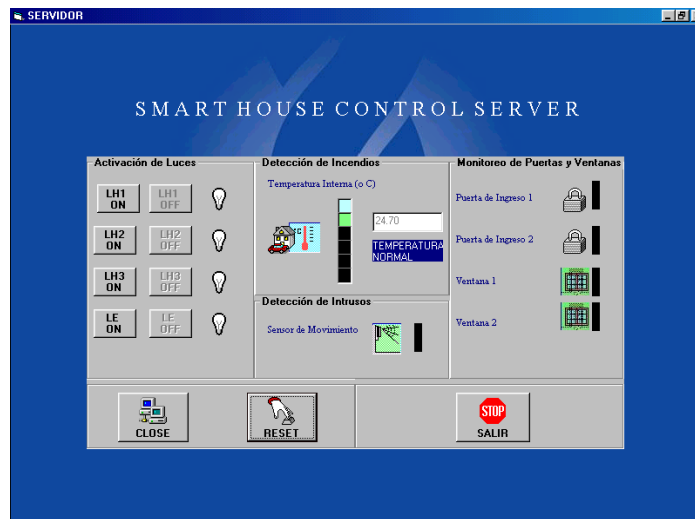 SERVIDOR
SMART HOUSE CONTROL SERVER
Activación de Luces
LH1 ON
LH1 OFF
LH2 ON
LH2 OFF
LH3 ON
LH3 OFF
LE ON
LE OFF
Detección de Incendios
Temperatura Interna (o C)
°C
24.70
TEMPERATURA
NORMAL
Detección de Intrusos
Sensor de Movimiento
Monitoreo de Puertas y Ventanas
Puerta de Ingreso 1
Puerta de Ingreso 2
Ventana 1
Ventana 2
CLOSE
RESET
STOP
SALIR